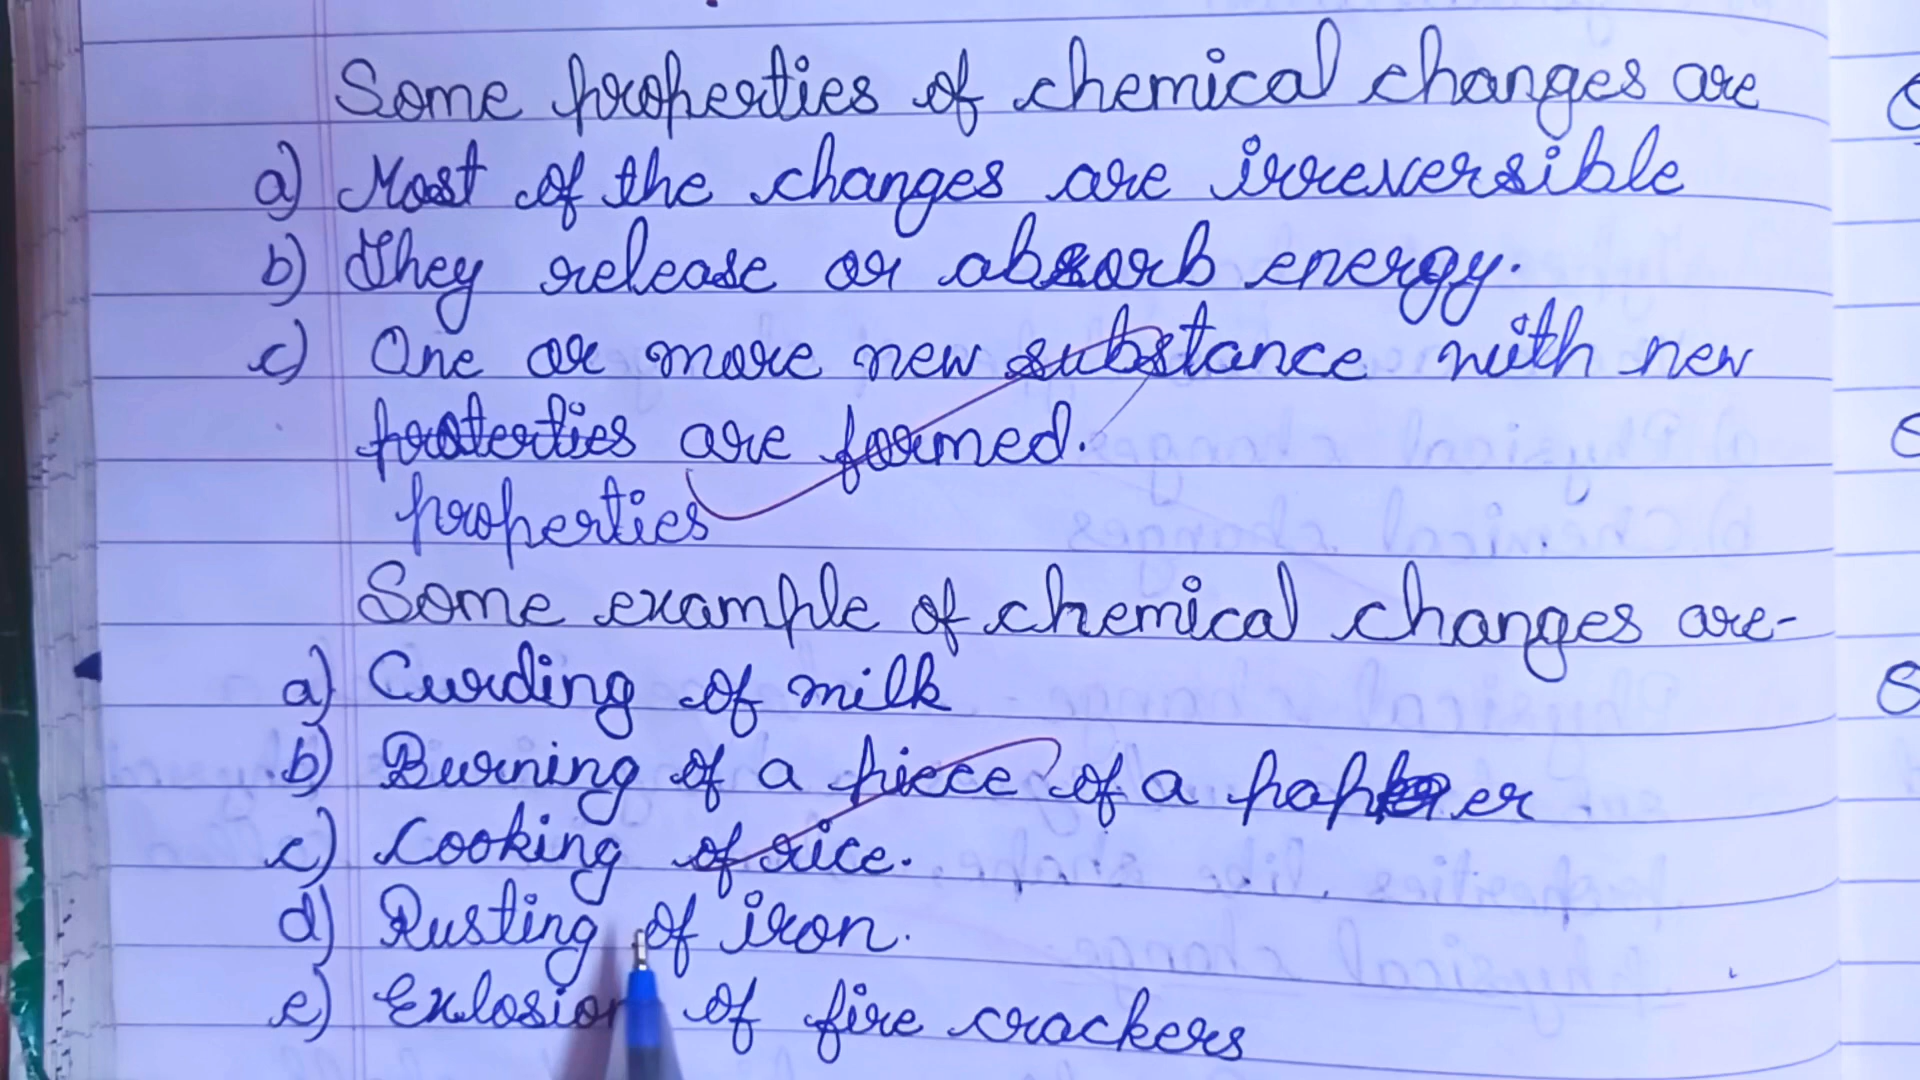 Some properties of chemical changes are
a) Most of the changes are irreversible
b) They release or absorb energy.
c) One or more new substance with new
proterties are formed.
properties
Some example of chemical changes are-
a) Curding of milk
b) Burning of a piece of a paper
c) Cooking of rice.
d) Rusting of iron.
e) Exlosion of fire crackers